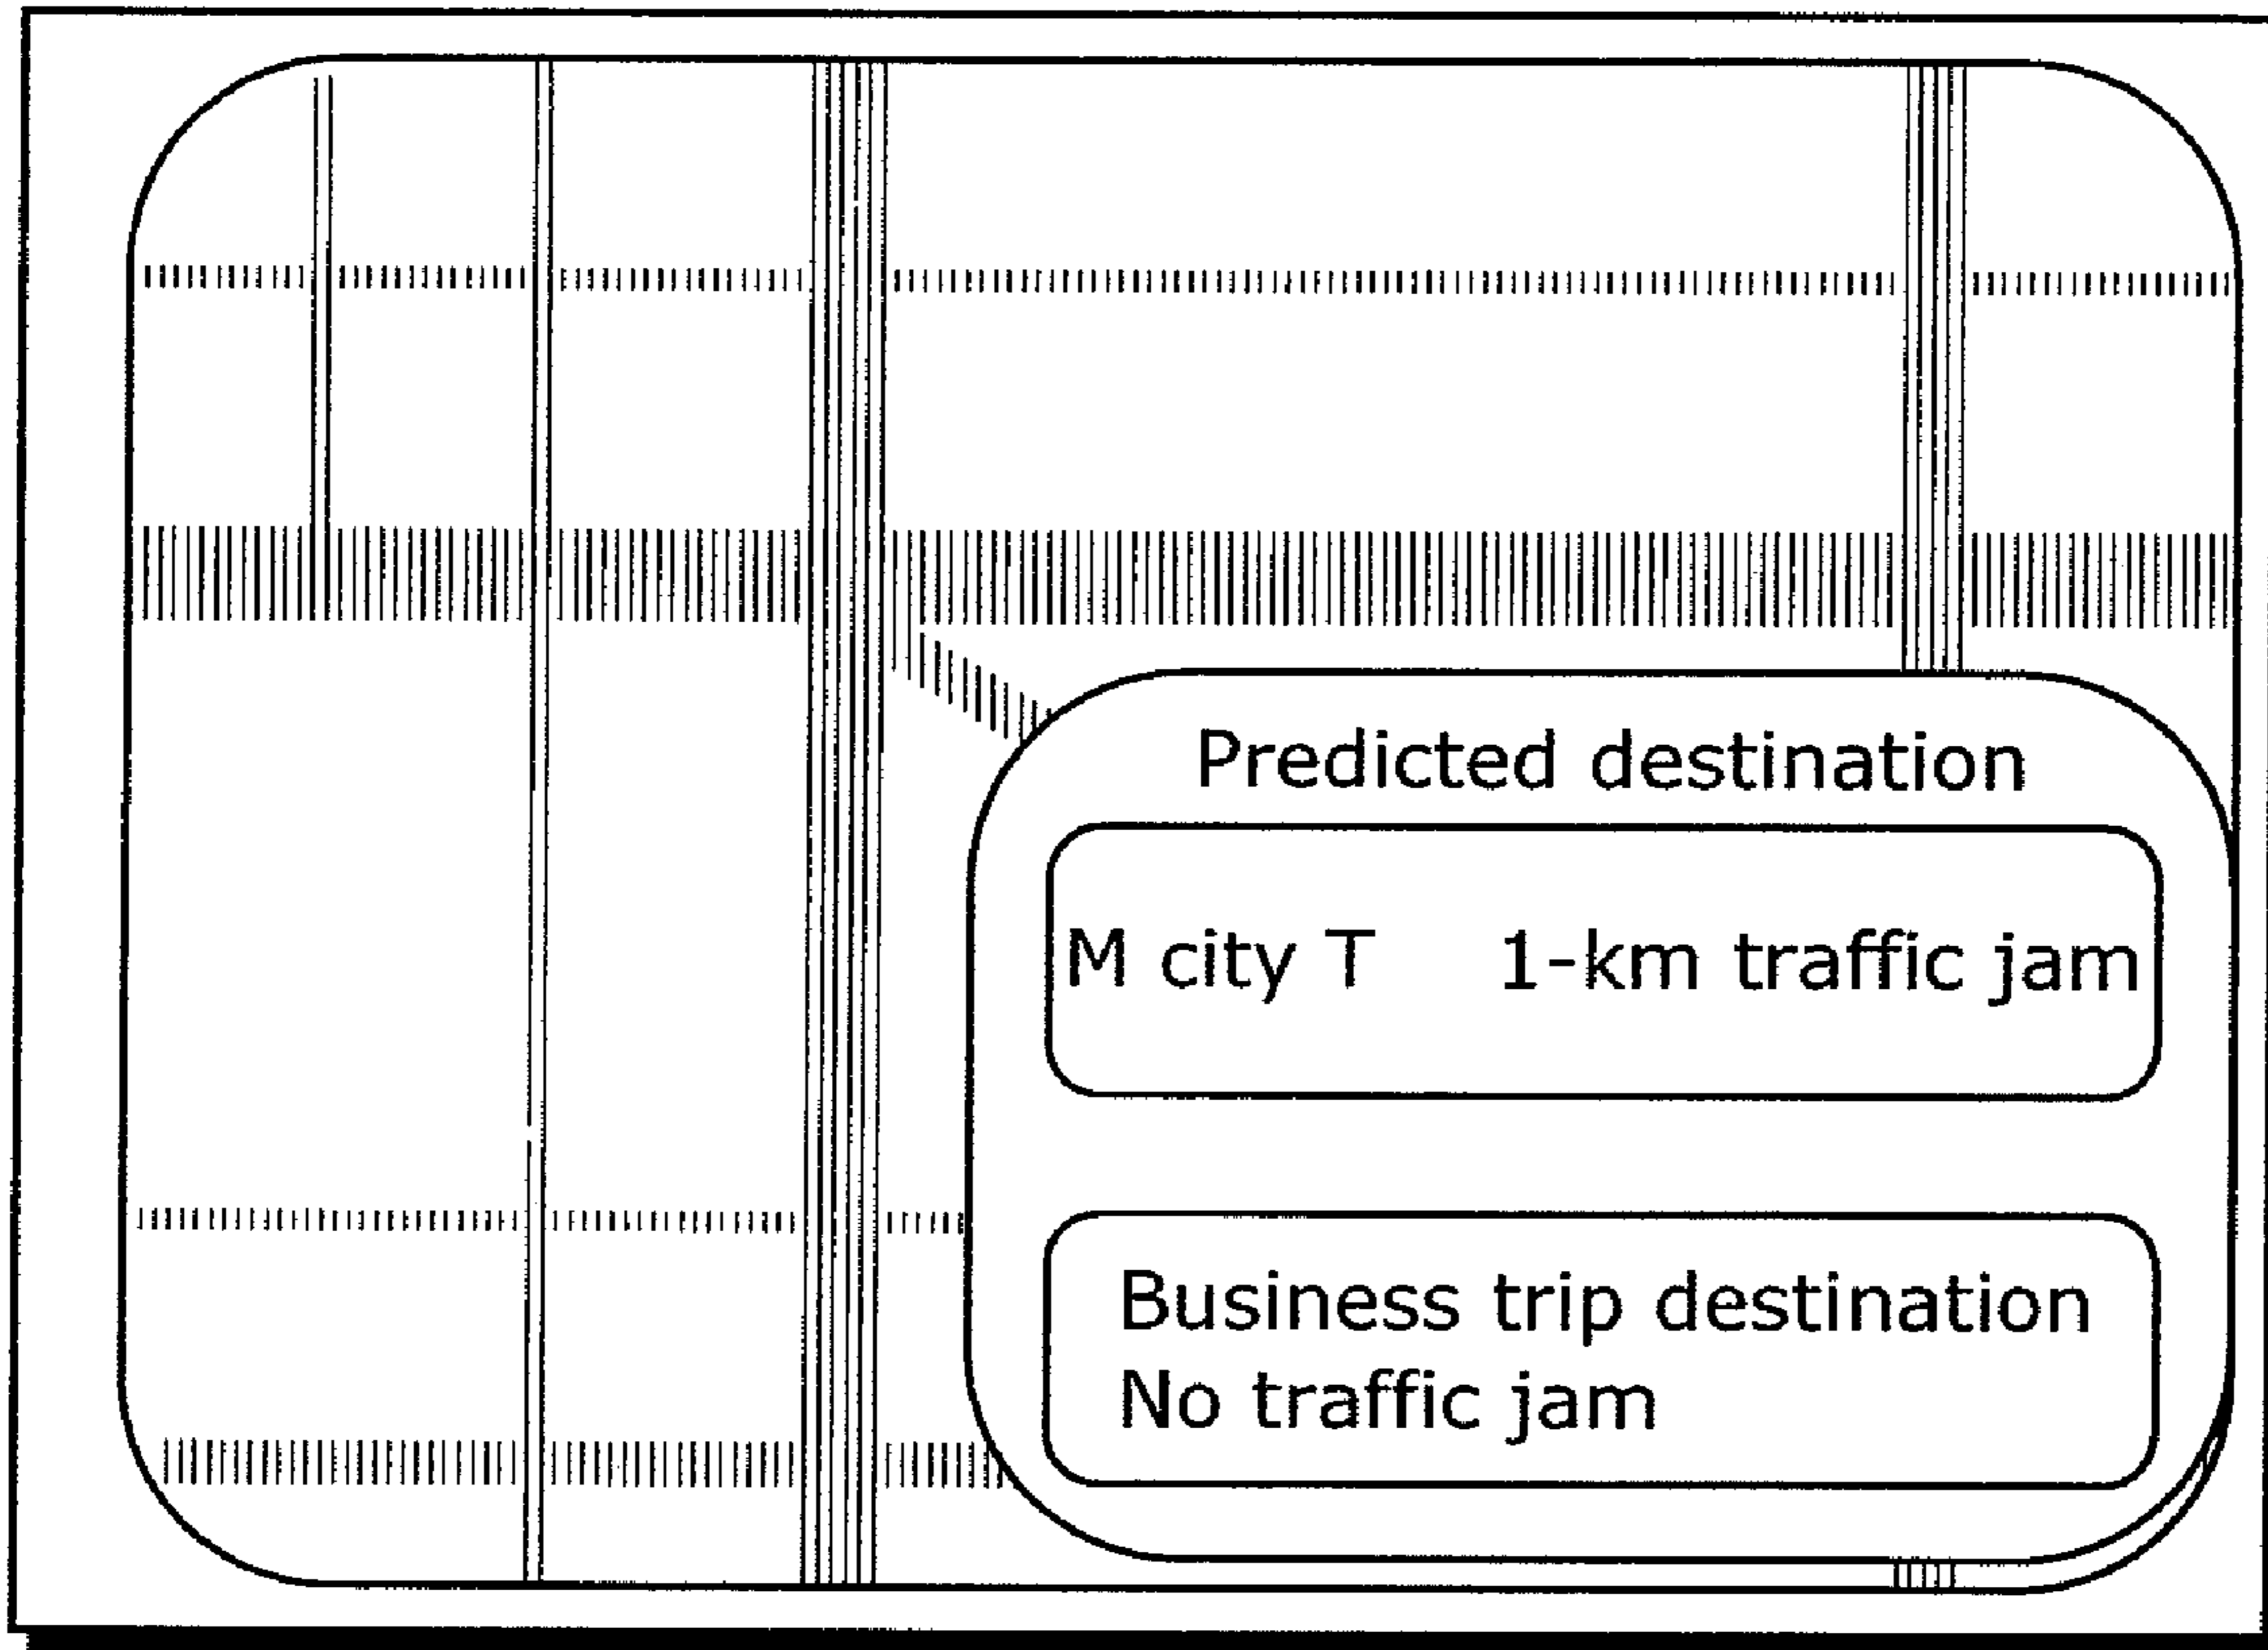 Predicted destination
M city T 1-km traffic jam
Business trip destination
No traffic jam